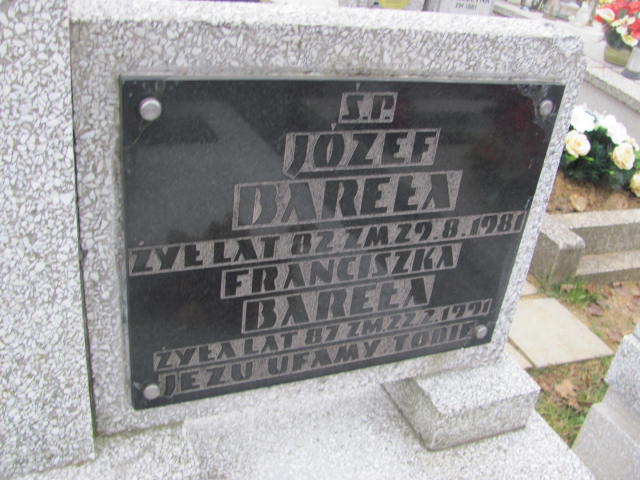 Ś.P.
JÓZEF
BAREŁA
ŻYŁ LAT 82 ZM. 29.8.1981
FRANCISZKA
BAREŁA
ŻYŁA LAT 87 ZM 22.2.1991
JEZU UFAMY TOBIE